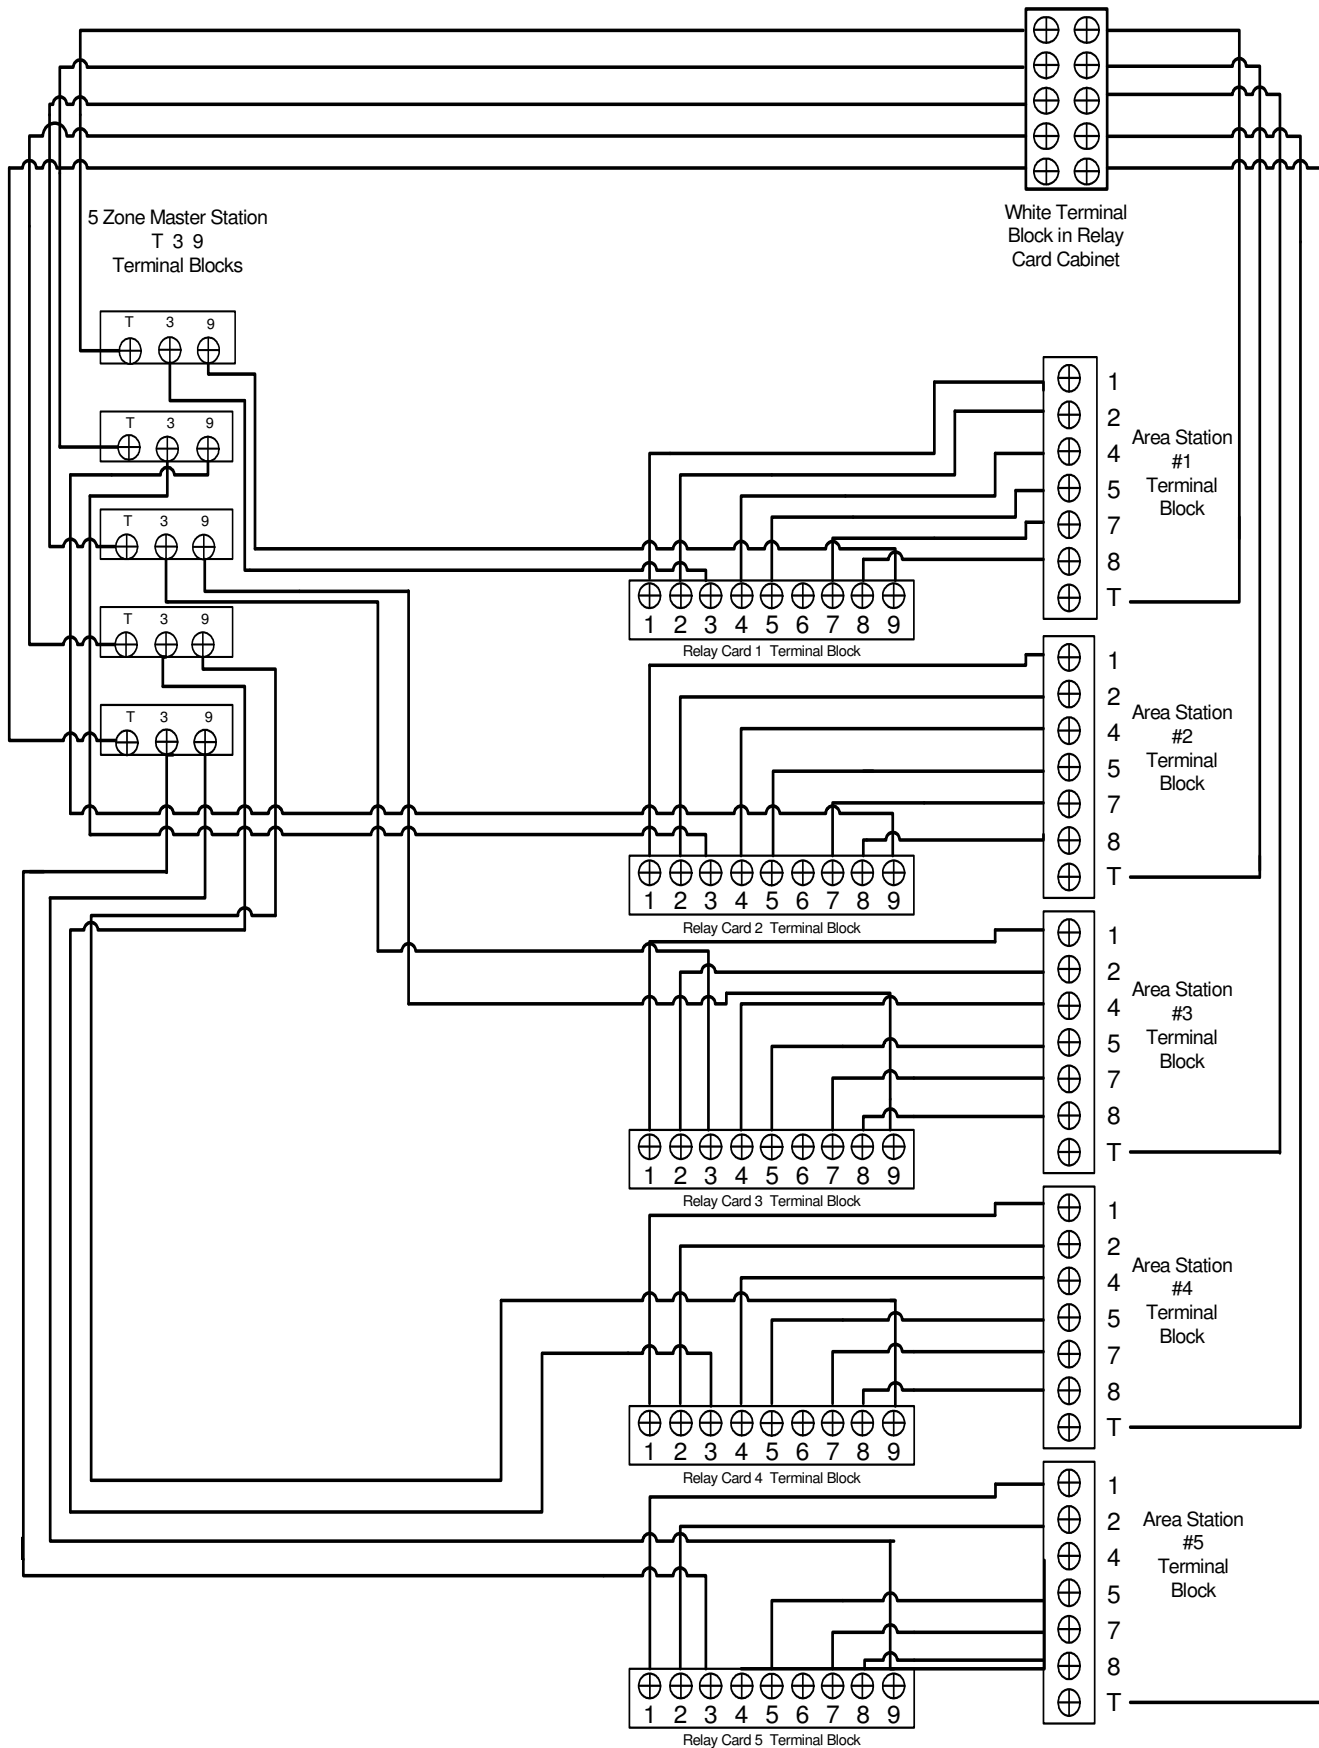 5 Zone Master Station
T 3 9
Terminal Blocks
White Terminal
Block in Relay
Card Cabinet
T 3 9
T 3 9
T 3 9
T 3 9
T 3 9
1
2
4
5
7
8
T
Area Station
#1
Terminal
Block
1 2 3 4 5 6 7 8 9
Relay Card 1 Terminal Block
1
2
4
5
7
8
T
Area Station
#2
Terminal
Block
1 2 3 4 5 6 7 8 9
Relay Card 2 Terminal Block
1
2
4
5
7
8
T
Area Station
#3
Terminal
Block
1 2 3 4 5 6 7 8 9
Relay Card 3 Terminal Block
1
2
4
5
7
8
T
Area Station
#4
Terminal
Block
1 2 3 4 5 6 7 8 9
Relay Card 4 Terminal Block
1
2
4
5
7
8
T
Area Station
#5
Terminal
Block
1 2 3 4 5 6 7 8 9
Relay Card 5 Terminal Block